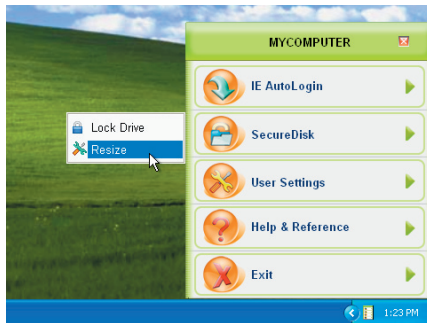 MYCOMPUTER
IE AutoLogin
Lock Drive
SecureDisk
Resize
User Settings
Help & Reference
Exit
1:23 PM